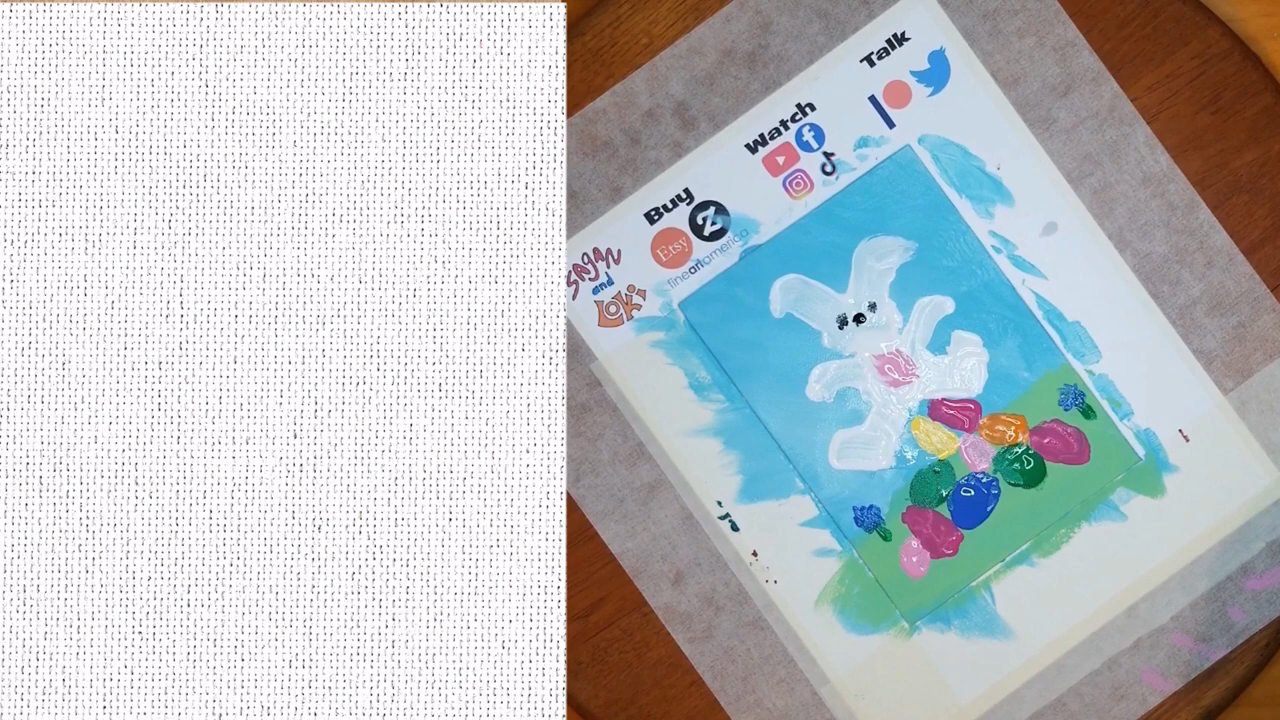 Talk
Watch
Buy
Etsy
fineartamerica
SAGAN
and
LOKi